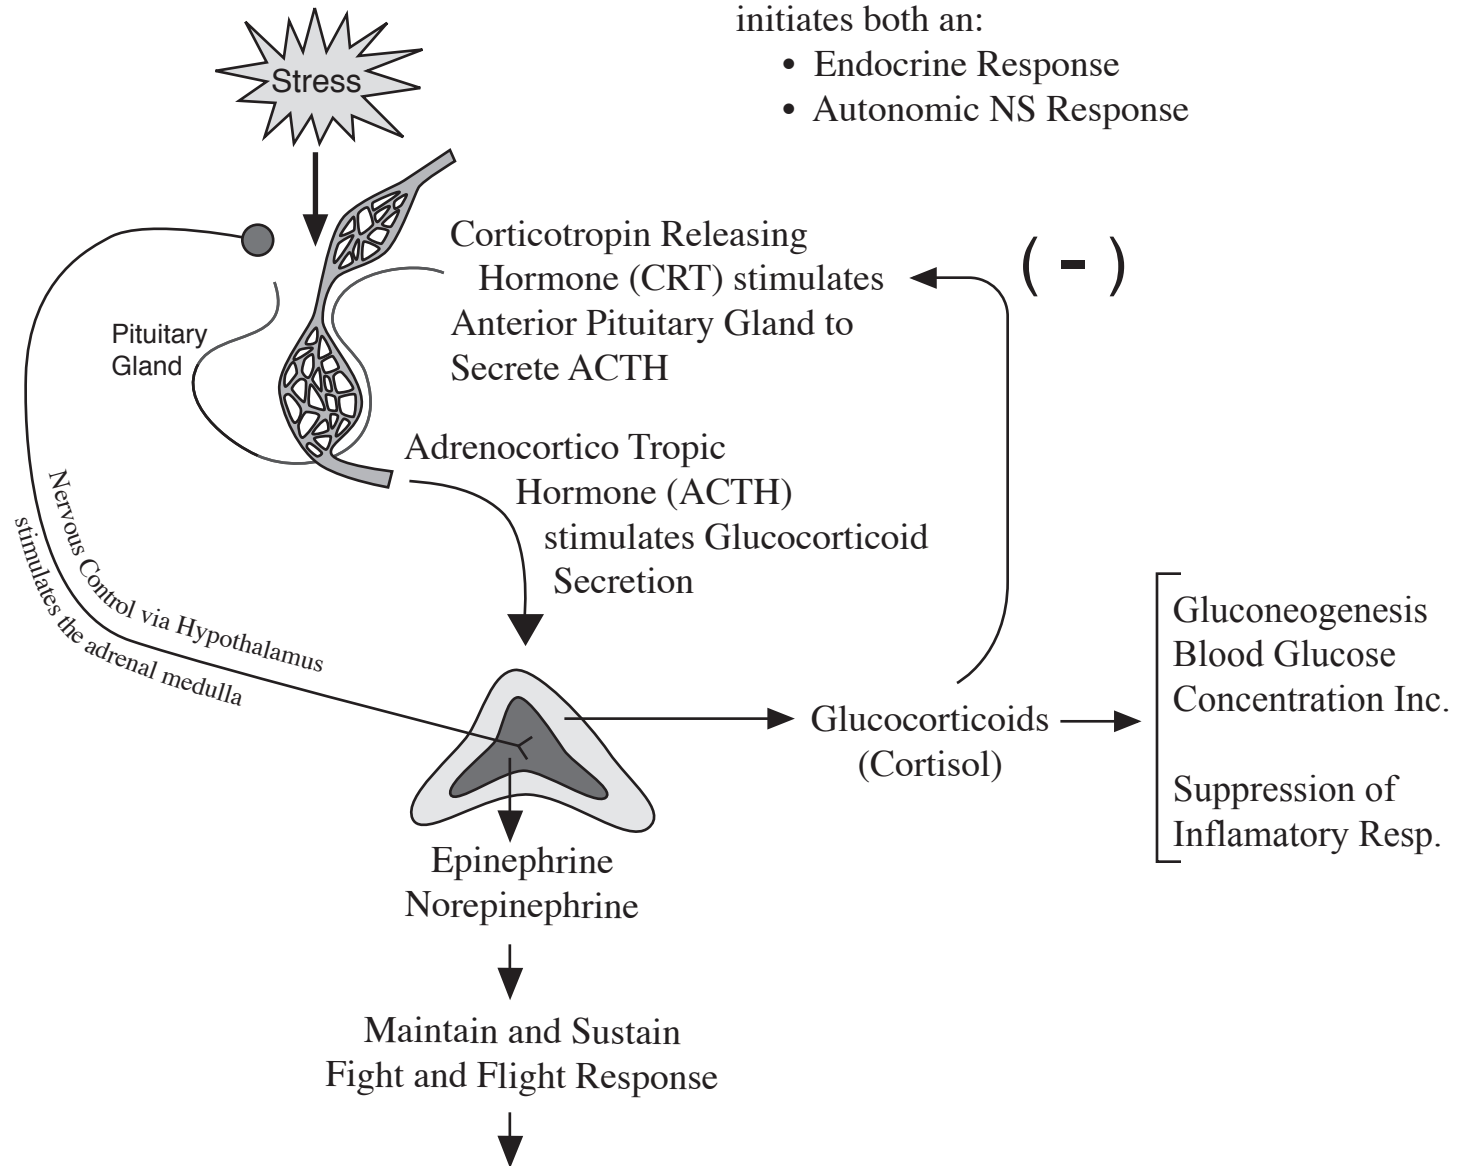 initiates both an:
• Endocrine Response
• Autonomic NS Response
Stress
Corticotropin Releasing
Hormone (CRT) stimulates
Anterior Pituitary Gland to
Secrete ACTH
( - )
Pituitary
Gland
Adrenocortico Tropic
Hormone (ACTH)
stimulates Glucocorticoid
Secretion
Nervous Control via Hypothalamus
stimulates the adrenal medulla
Glucocorticoids
(Cortisol)
Gluconeogenesis
Blood Glucose
Concentration Inc.
Suppression of
Inflamatory Resp.
Epinephrine
Norepinephrine
Maintain and Sustain
Fight and Flight Response